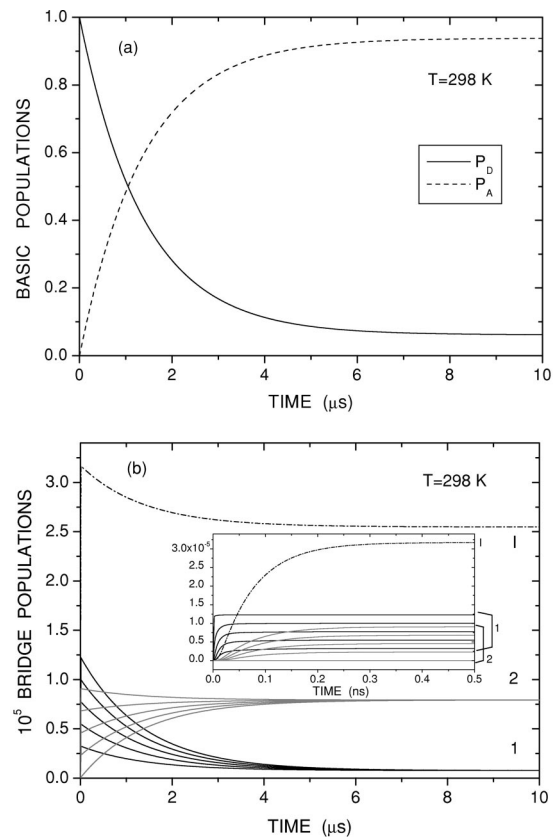 1.0
(a)
0.8
T=298 K
0.6
P_D
P_A
0.4
0.2
0.0
BASIC POPULATIONS
0 2 4 6 8 10
TIME (μs)
(b)
T=298 K
3.0
2.5
2.0
1.5
1.0
0.5
0.0
10^5 BRIDGE POPULATIONS
I
2
1
3.0x10^-5
2.5
2.0
1.5
1.0
0.5
0.0
I
1
2
0.0 0.1 0.2 0.3 0.4 0.5
TIME (ns)
0 2 4 6 8 10
TIME (μs)